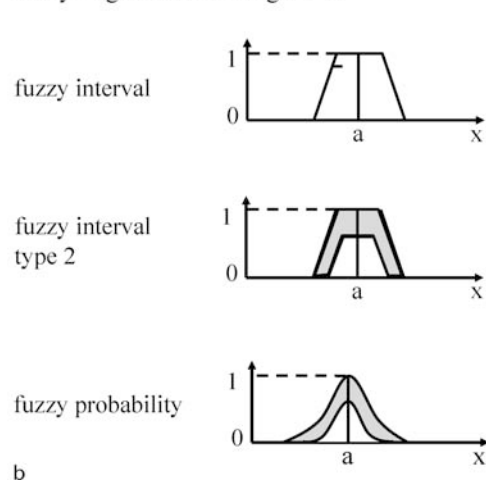 fuzzy interval
1
0
a
x
fuzzy interval
type 2
1
0
a
x
fuzzy probability
1
0
a
x
b